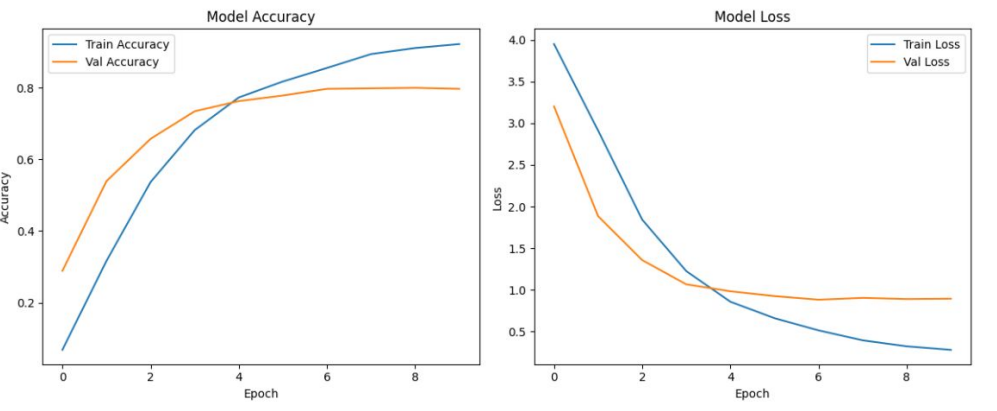 Model Accuracy
Train Accuracy
Val Accuracy
Accuracy
0.8
0.6
0.4
0.2
0 2 4 6 8
Epoch
Model Loss
Train Loss
Val Loss
Loss
4.0
3.5
3.0
2.5
2.0
1.5
1.0
0.5
0 2 4 6 8
Epoch